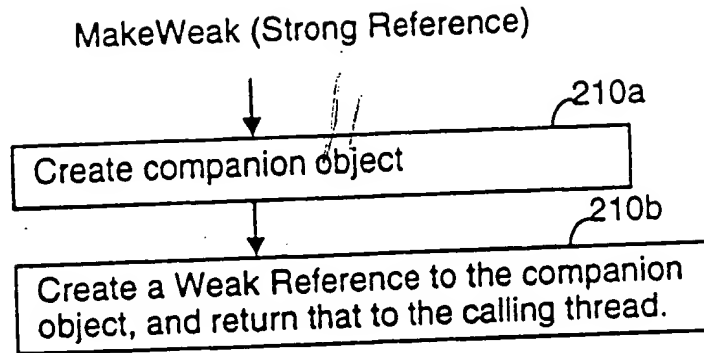 MakeWeak (Strong Reference)
210a
Create companion object
210b
Create a Weak Reference to the companion
object, and return that to the calling thread.